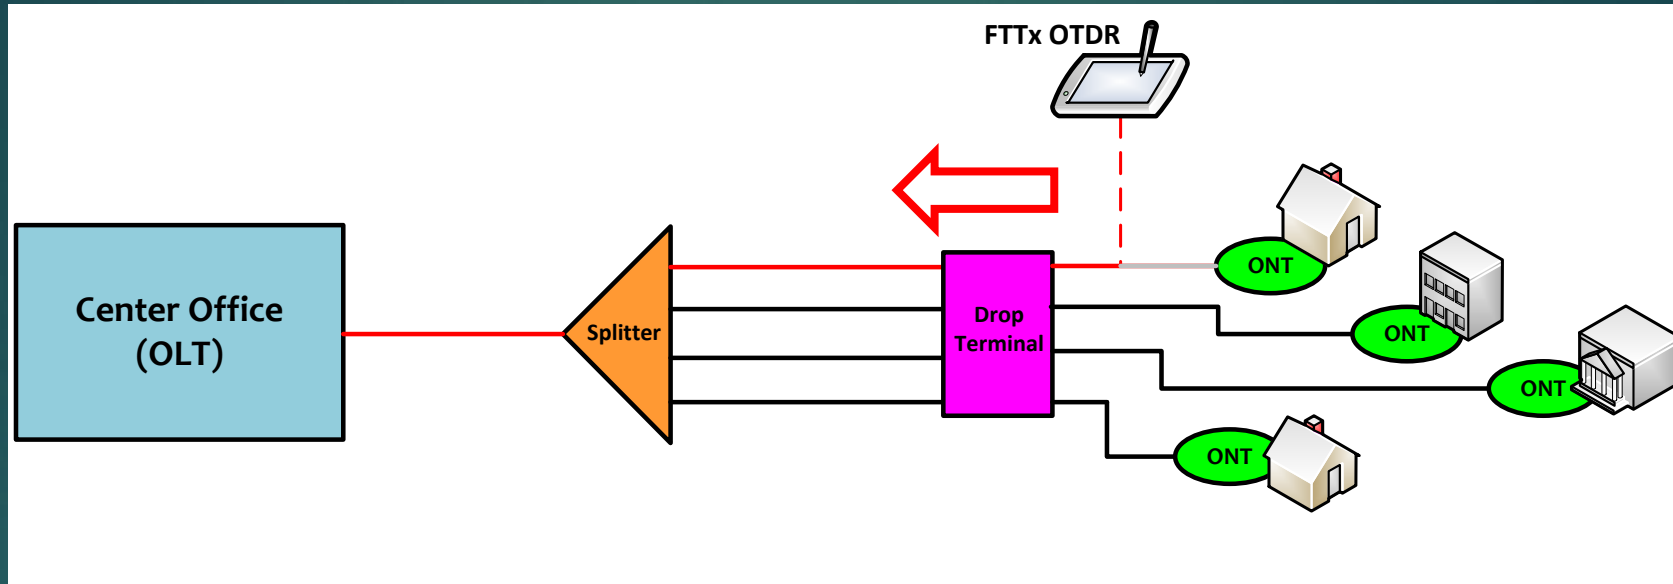 FTTx OTDR
Center Office
(OLT)
Splitter
Drop
Terminal
ONT
ONT
ONT
ONT